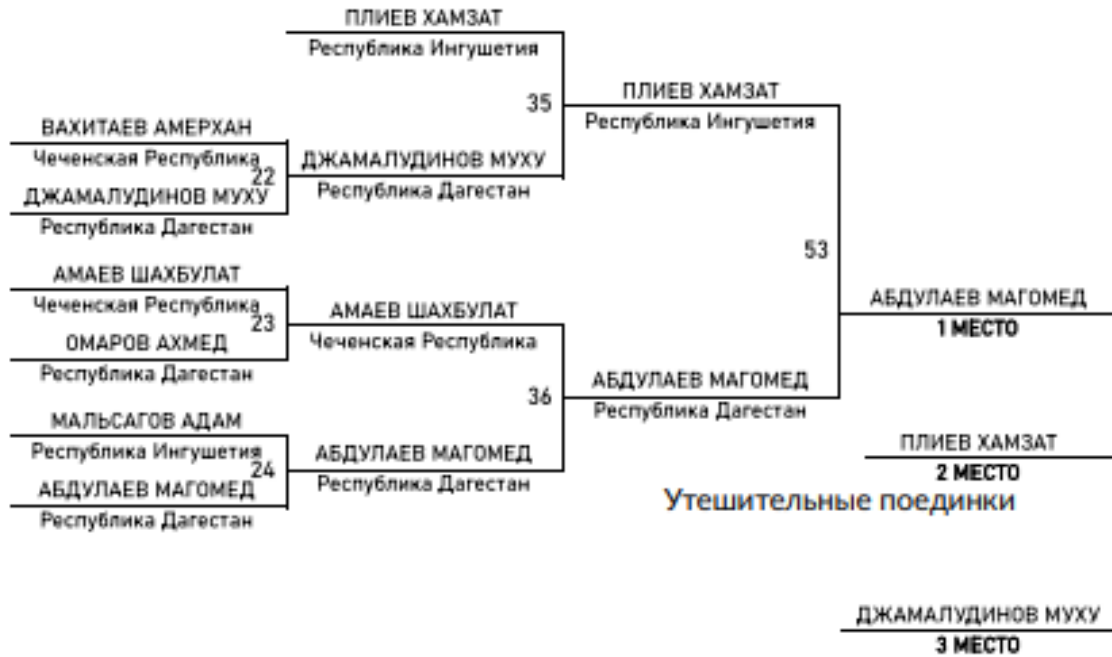 ПЛИЕВ ХАМЗАТ
Республика Ингушетия
35
ПЛИЕВ ХАМЗАТ
Республика Ингушетия
ВАХИТАЕВ АМЕРХАН
Чеченская Республика
22
ДЖАМАЛУДИНОВ МУХУ
Республика Дагестан
ДЖАМАЛУДИНОВ МУХУ
Республика Дагестан
53
АМАЕВ ШАХБУЛАТ
Чеченская Республика
23
АМАЕВ ШАХБУЛАТ
Чеченская Республика
ОМАРОВ АХМЕД
Республика Дагестан
АБДУЛАЕВ МАГОМЕД
1 МЕСТО
36
АБДУЛАЕВ МАГОМЕД
Республика Дагестан
МАЛЬСАГОВ АДАМ
Республика Ингушетия
24
АБДУЛАЕВ МАГОМЕД
Республика Дагестан
АБДУЛАЕВ МАГОМЕД
Республика Дагестан
ПЛИЕВ ХАМЗАТ
2 МЕСТО
Утешительные поединки
ДЖАМАЛУДИНОВ МУХУ
3 МЕСТО